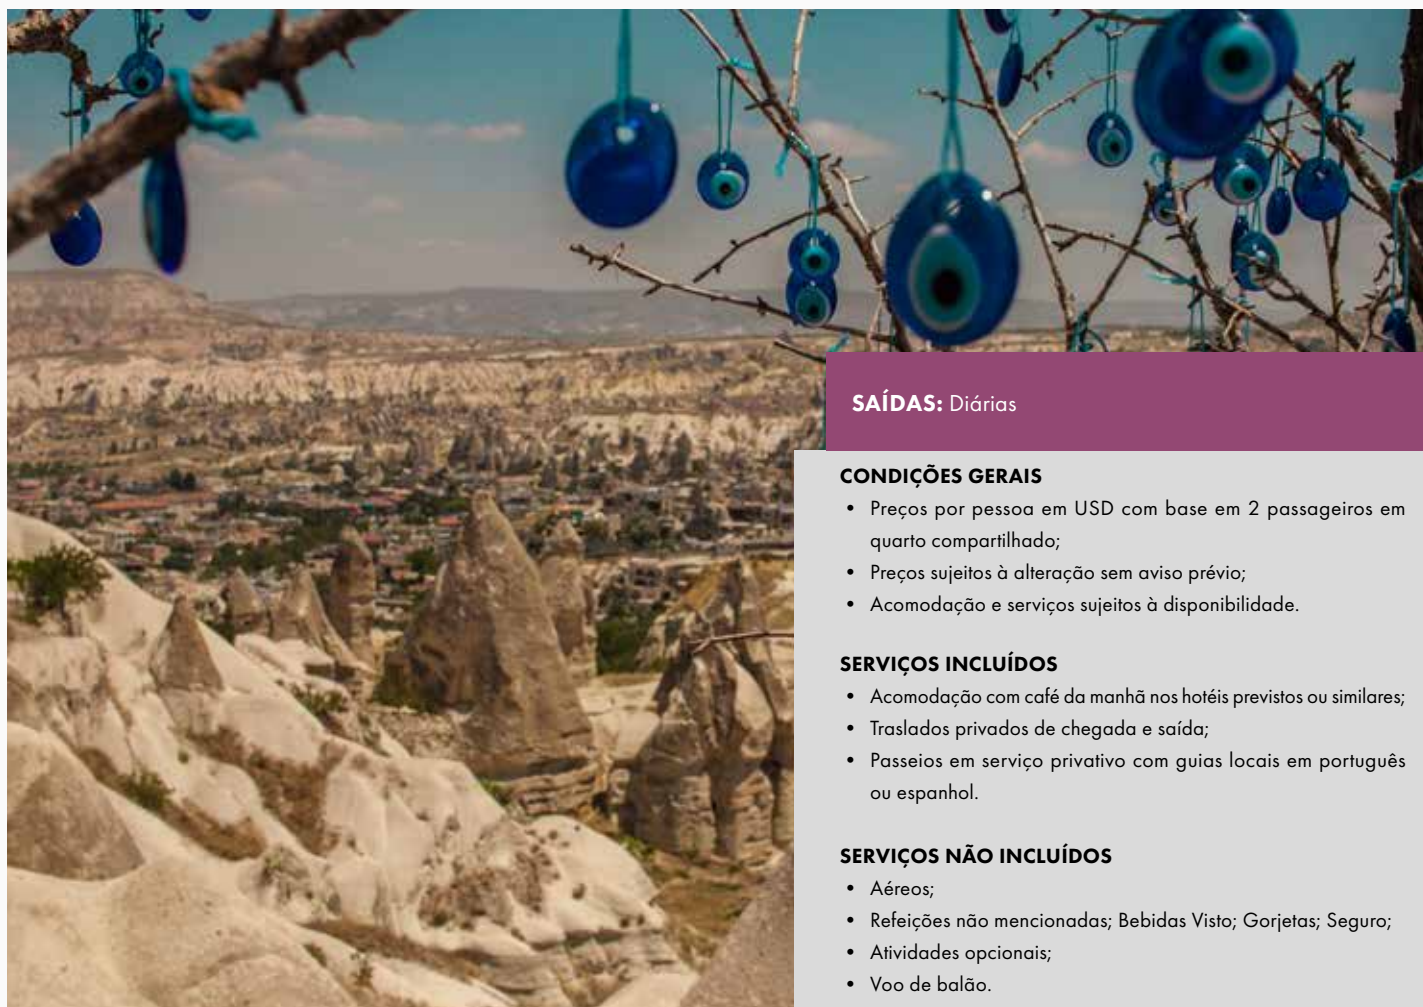 SAÍDAS: Diárias
CONDIÇÕES GERAIS
• Preços por pessoa em USD com base em 2 passageiros em
quarto compartilhado;
• Preços sujeitos à alteração sem aviso prévio;
• Acomodação e serviços sujeitos à disponibilidade.
SERVIÇOS INCLUÍDOS
• Acomodação com café da manhã nos hotéis previstos ou similares;
• Traslados privados de chegada e saída;
• Passeios em serviço privativo com guias locais em português
ou espanhol.
SERVIÇOS NÃO INCLUÍDOS
• Aéreos;
• Refeições não mencionadas; Bebidas Visto; Gorjetas; Seguro;
• Atividades opcionais;
• Voo de balão.